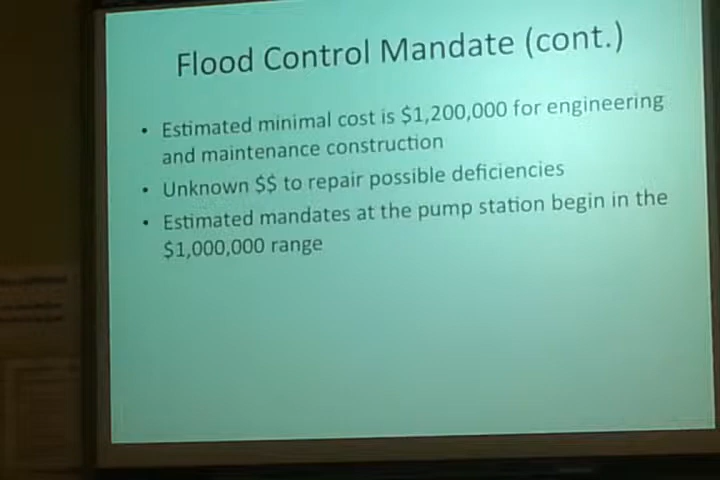 Flood Control Mandate (cont.)
• Estimated minimal cost is $1,200,000 for engineering
and maintenance construction
• Unknown $$ to repair possible deficiencies
• Estimated mandates at the pump station begin in the
$1,000,000 range